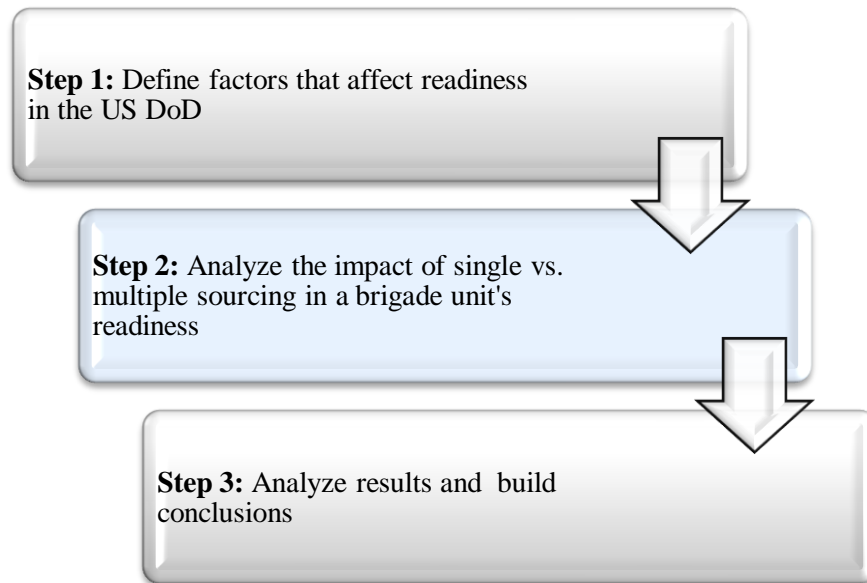 Step 1: Define factors that affect readiness
in the US DoD
Step 2: Analyze the impact of single vs.
multiple sourcing in a brigade unit's
readiness
Step 3: Analyze results and build
conclusions